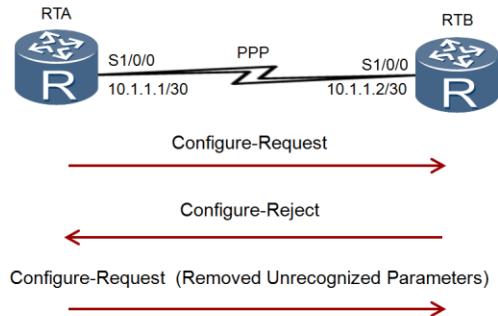 RTA
RTB
S1/0/0
PPP
S1/0/0
R
10.1.1.1/30
10.1.1.2/30
R
Configure-Request
Configure-Reject
Configure-Request (Removed Unrecognized Parameters)